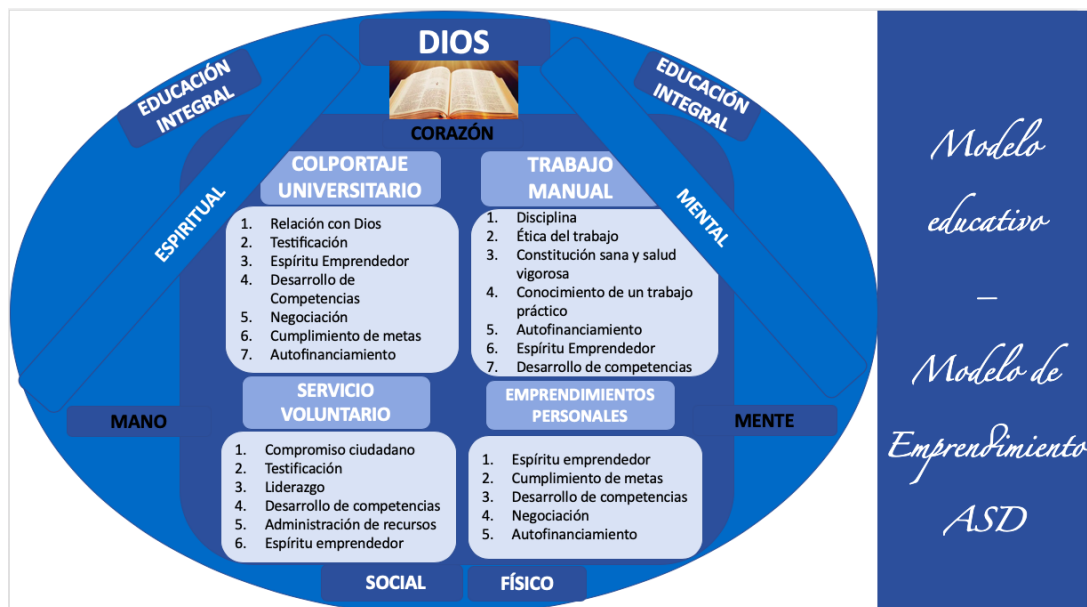 DIOS
EDUCACIÓN
INTEGRAL
EDUCACIÓN
INTEGRAL
CORAZÓN
ESPIRITUAL
MENTAL
COLPORTAJE
UNIVERSITARIO
1. Relación con Dios
2. Testificación
3. Espíritu Emprendedor
4. Desarrollo de
Competencias
5. Negociación
6. Cumplimiento de metas
7. Autofinanciamiento
TRABAJO
MANUAL
1. Disciplina
2. Ética del trabajo
3. Constitución sana y salud
vigorosa
4. Conocimiento de un trabajo
práctico
5. Autofinanciamiento
6. Espíritu Emprendedor
7. Desarrollo de competencias
MANO
SERVICIO
VOLUNTARIO
1. Compromiso ciudadano
2. Testificación
3. Liderazgo
4. Desarrollo de competencias
5. Administración de recursos
6. Espíritu emprendedor
EMPRENDIMIENTOS
PERSONALES
1. Espíritu emprendedor
2. Cumplimiento de metas
3. Desarrollo de competencias
4. Negociación
5. Autofinanciamiento
MENTE
SOCIAL
FÍSICO
Modelo
educativo
–
Modelo de
Emprendimiento
ASD